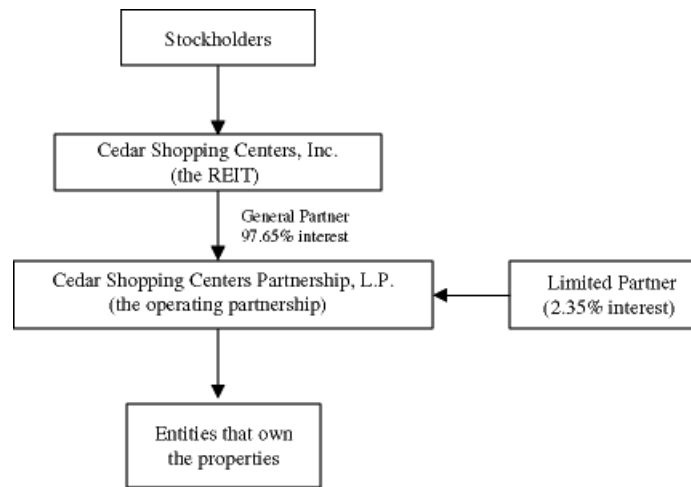 Stockholders
Cedar Shopping Centers, Inc.
(the REIT)
General Partner
97.65% interest
Cedar Shopping Centers Partnership, L.P.
(the operating partnership)
Limited Partner
(2.35% interest)
Entities that own
the properties